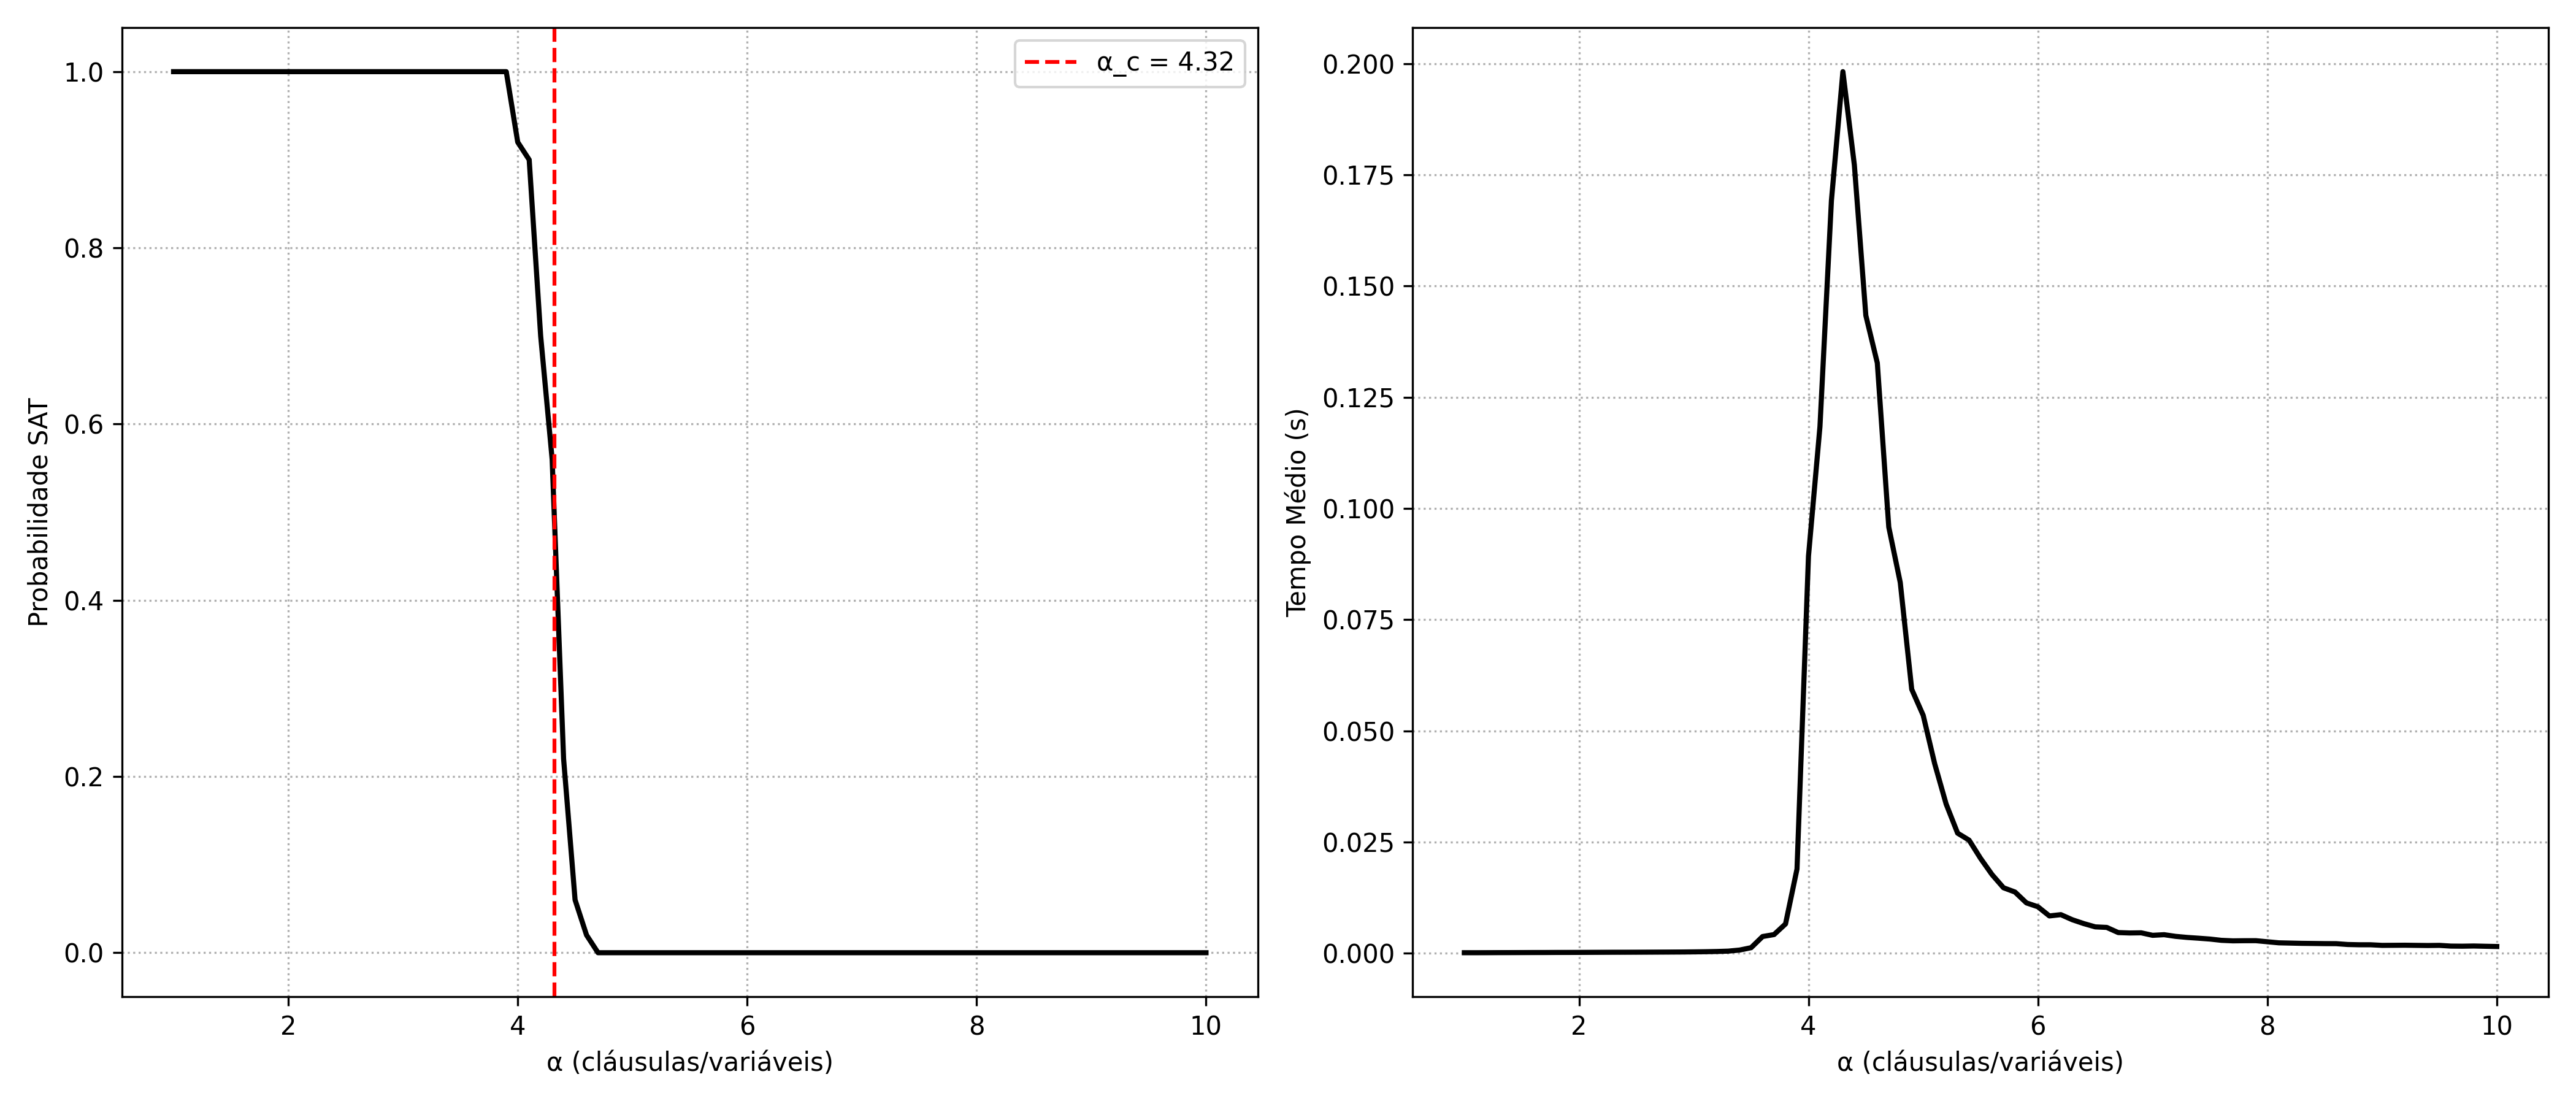 α_c = 4.32
1.0
0.8
0.6
0.4
0.2
0.0
Probabilidade SAT
2 4 6 8 10
α (cláusulas/variáveis)
0.200
0.175
0.150
0.125
0.100
0.075
0.050
0.025
0.000
Tempo Médio (s)
2 4 6 8 10
α (cláusulas/variáveis)